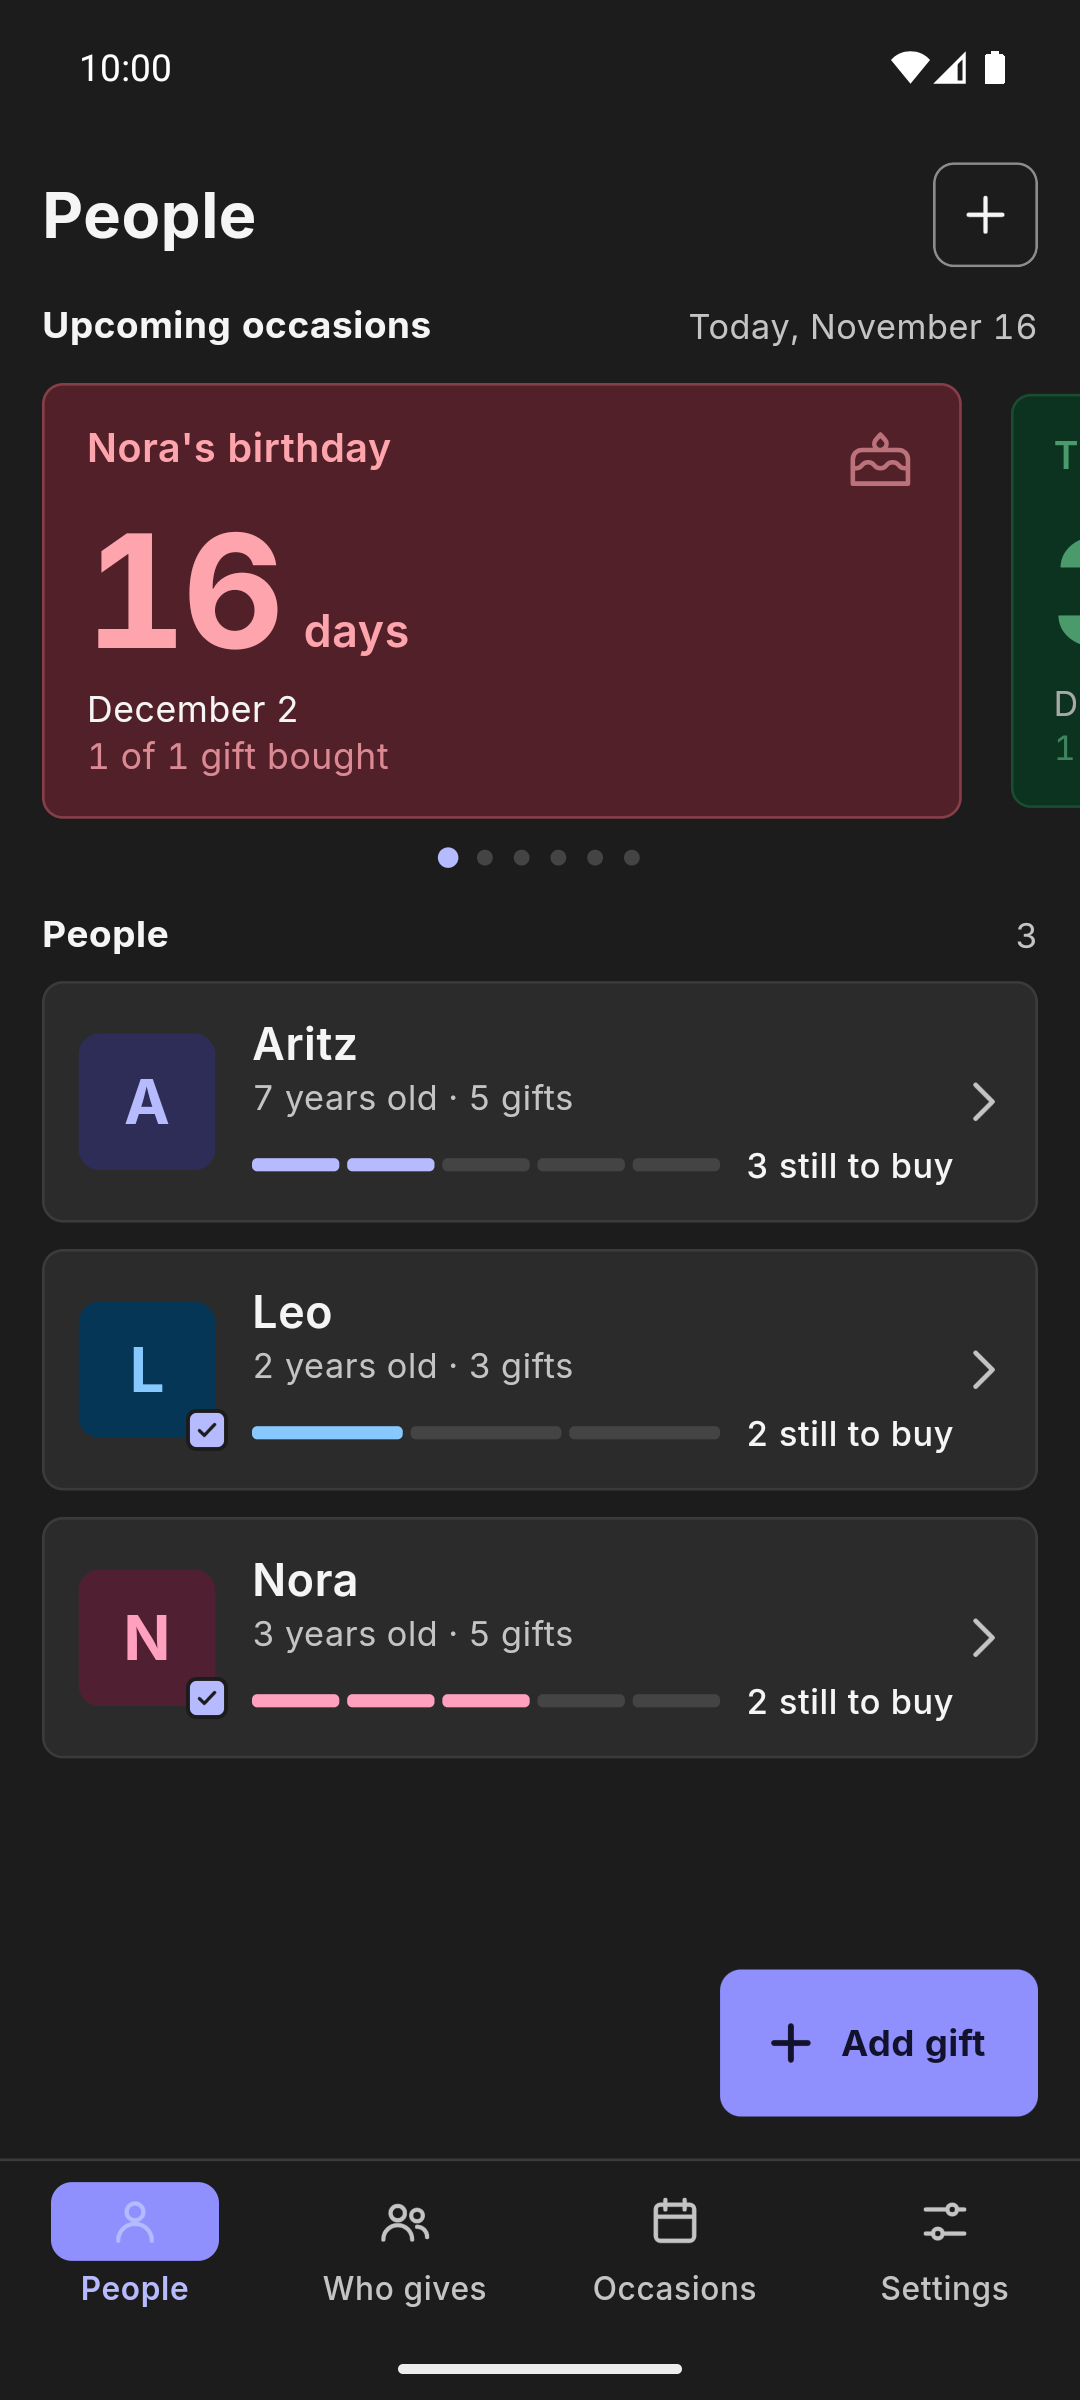 10:00
People
Upcoming occasions
Today, November 16
Nora's birthday
16 days
December 2
1 of 1 gift bought
T
D
1
People
3
A
Aritz
7 years old · 5 gifts
3 still to buy
L
Leo
2 years old · 3 gifts
2 still to buy
N
Nora
3 years old · 5 gifts
2 still to buy
Add gift
People
Who gives
Occasions
Settings